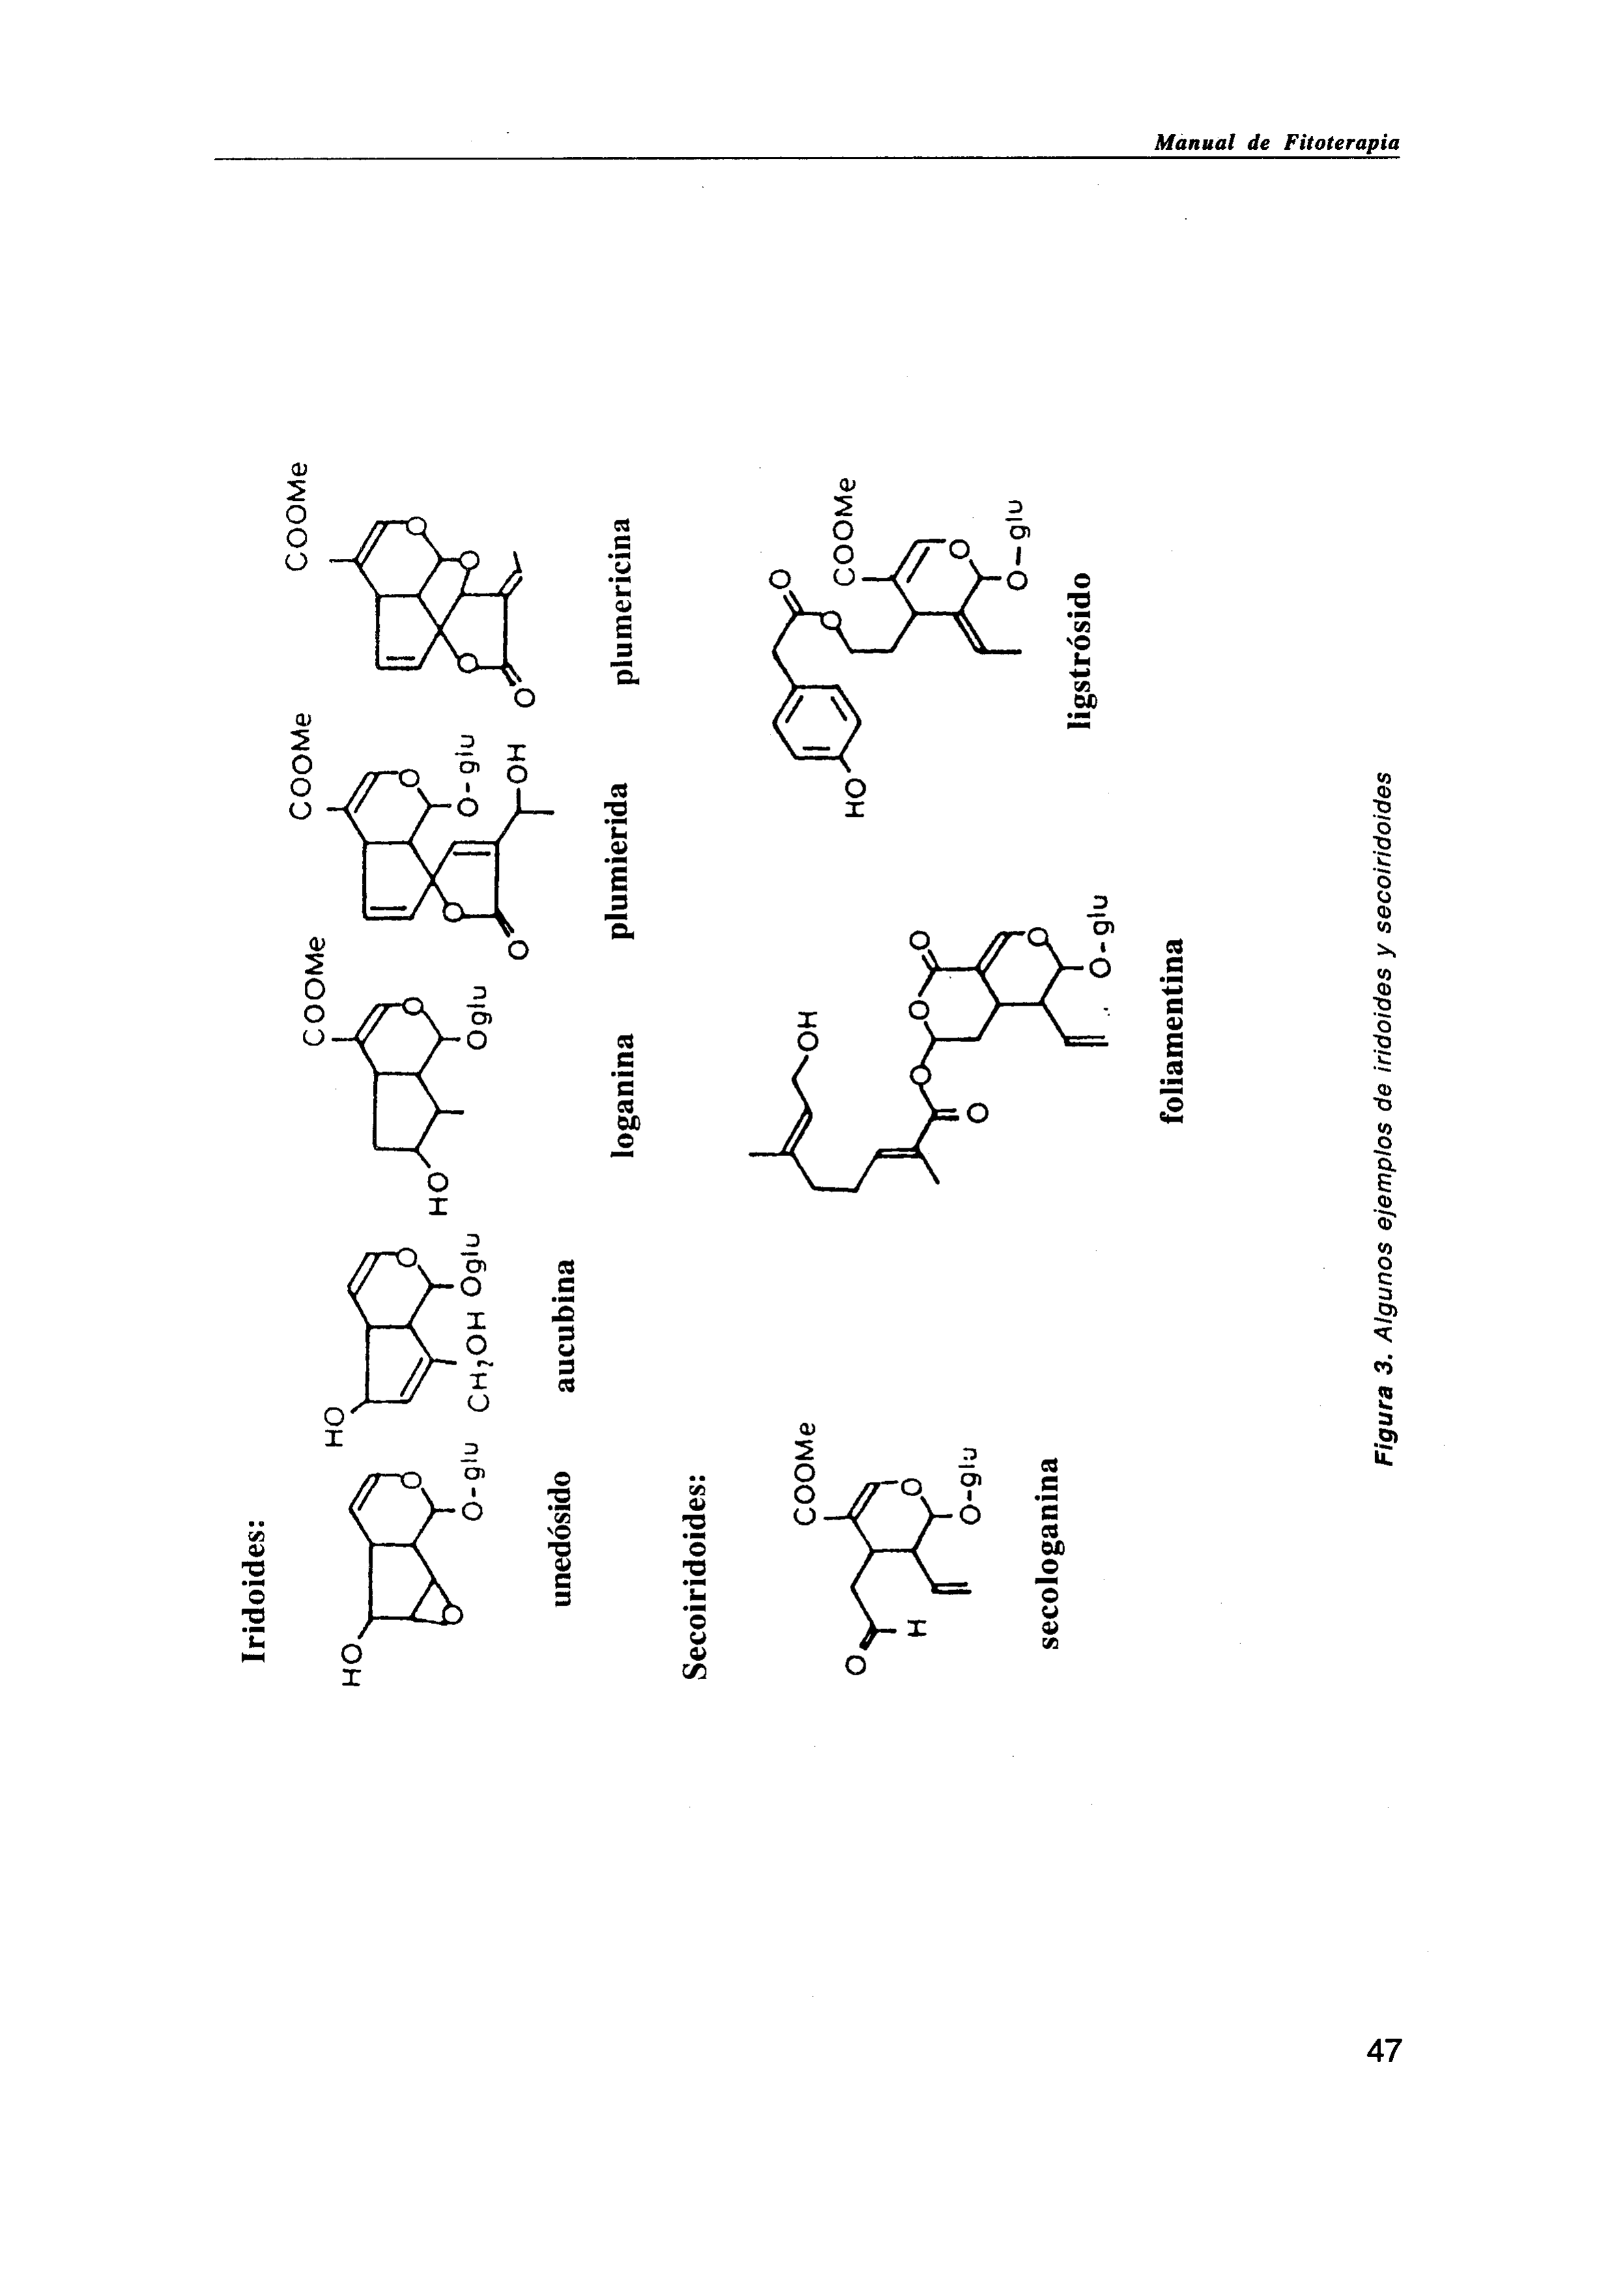 Manual de Fitoterapia
Iridoides:
HO
O-glu
unedósido
HO
CH2OH Oglu
aucubina
COOMe
HO
O
Oglu
loganina
COOMe
O
O-glu
O
O
OH
plumierida
COOMe
O
O
O
O
plumericina
Secoiridoides:
COOMe
O
H
O
O-glu
secologanina
OH
O
O
O
O
O
O-glu
foliamentina
O
COOMe
O
HO
O
O-glu
ligstrósido
Figura 3. Algunos ejemplos de iridoides y secoiridoides
47